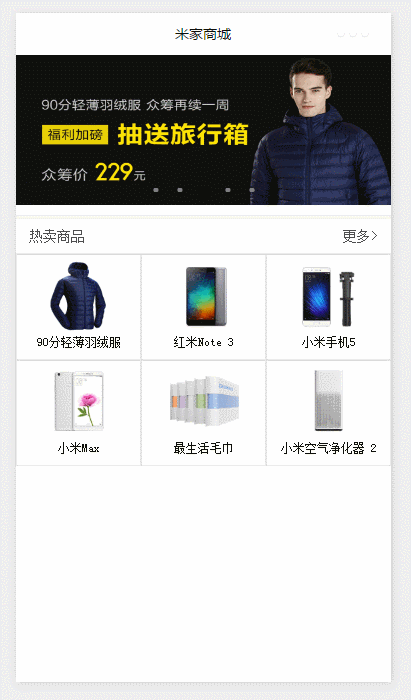 米家商城
90分轻薄羽绒服 众筹再续一周
福利加磅 抽送旅行箱
众筹价 229元
热卖商品 更多>
90分轻薄羽绒服 红米Note 3 小米手机5
小米Max 最生活毛巾 小米空气净化器 2